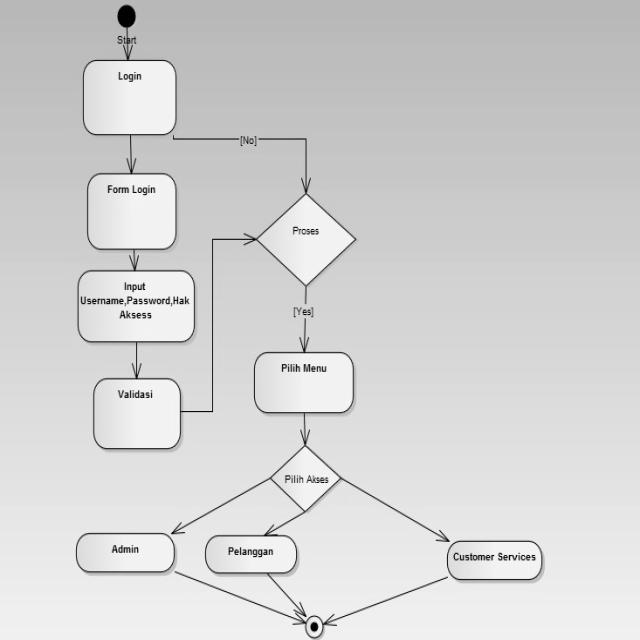 Start
Login
[No]
Form Login
Proses
Input
Username,Password,Hak
Aksess
[Yes]
Pilih Menu
Validasi
Pilih Akses
Admin
Pelanggan
Customer Services